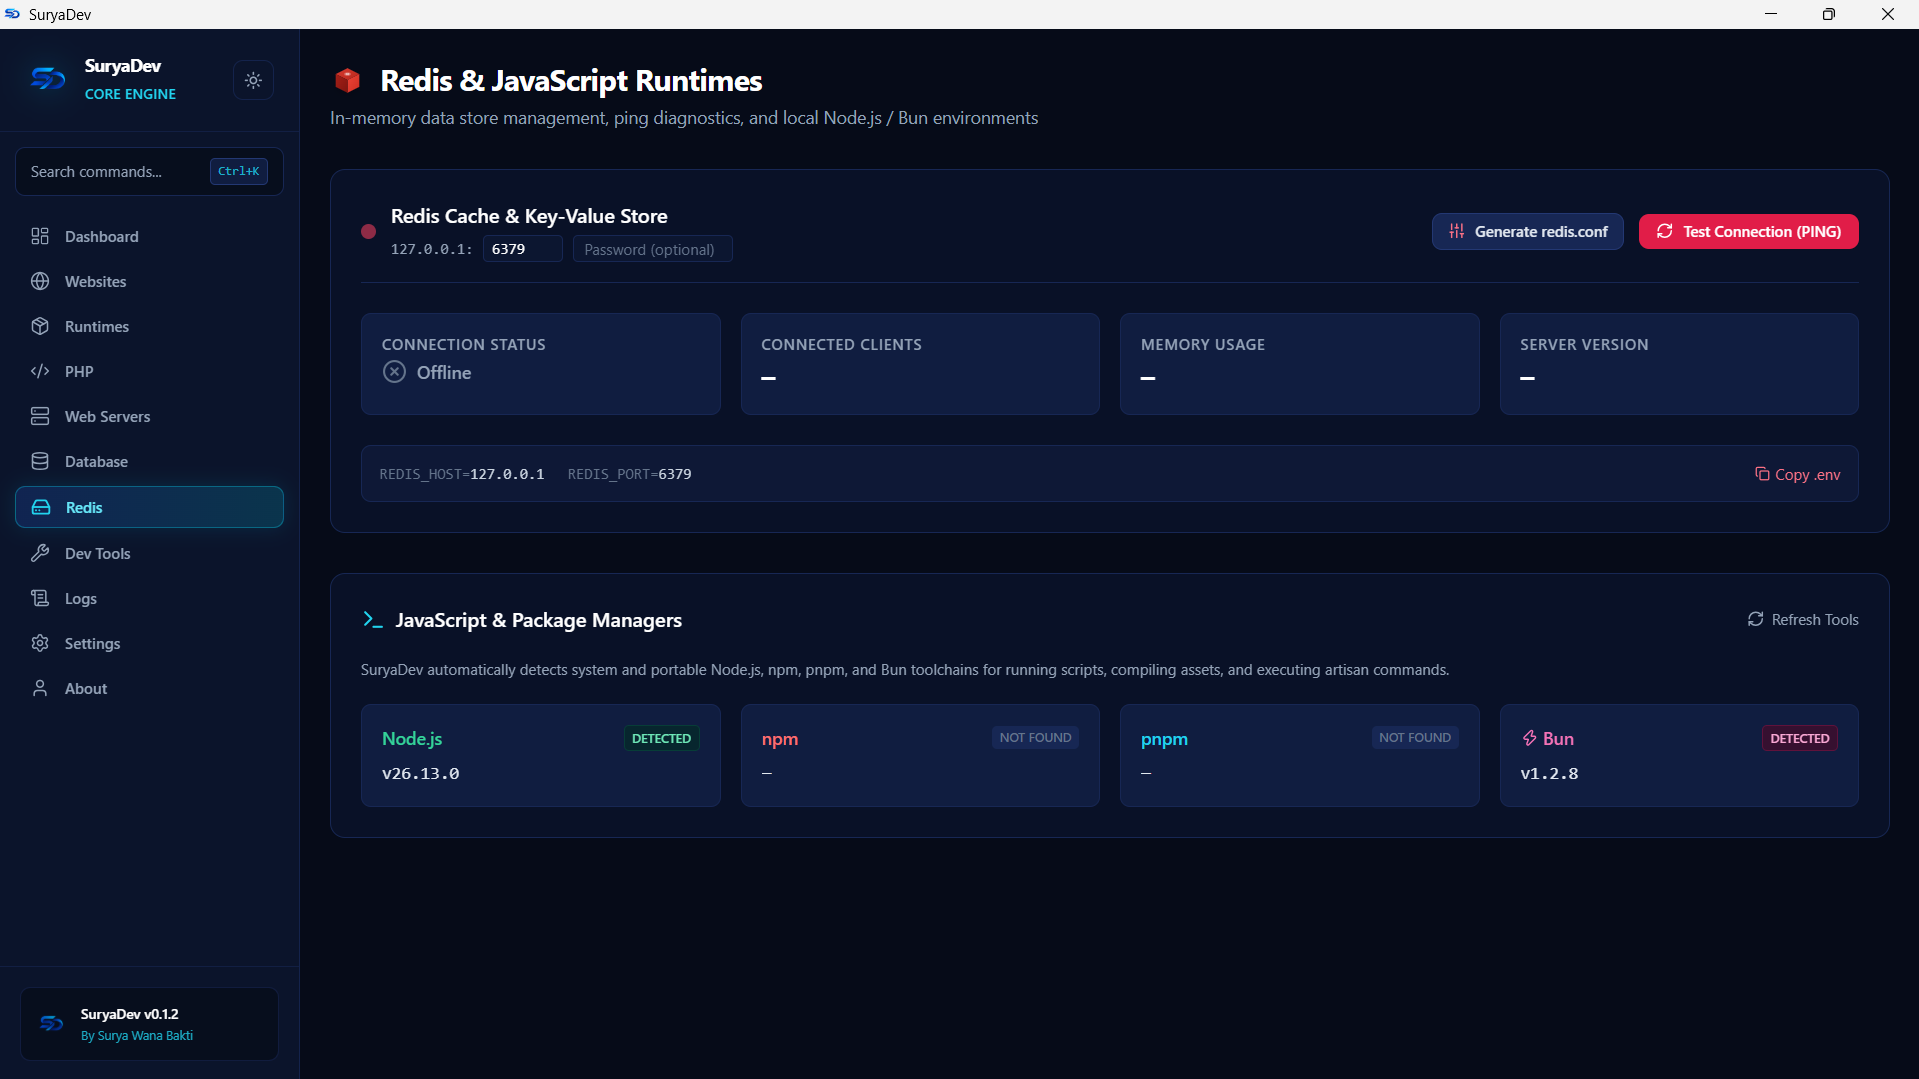 SuryaDev
SuryaDev
CORE ENGINE
Search commands...
Ctrl+K
Dashboard
Websites
Runtimes
PHP
Web Servers
Database
Redis
Dev Tools
Logs
Settings
About
SuryaDev v0.1.2
By Surya Wana Bakti
Redis & JavaScript Runtimes
In-memory data store management, ping diagnostics, and local Node.js / Bun environments
Redis Cache & Key-Value Store
127.0.0.1: 6379 Password (optional)
Generate redis.conf
Test Connection (PING)
CONNECTION STATUS
Offline
CONNECTED CLIENTS
—
MEMORY USAGE
—
SERVER VERSION
—
REDIS_HOST=127.0.0.1 REDIS_PORT=6379
Copy .env
JavaScript & Package Managers
Refresh Tools
SuryaDev automatically detects system and portable Node.js, npm, pnpm, and Bun toolchains for running scripts, compiling assets, and executing artisan commands.
Node.js DETECTED
v26.13.0
npm NOT FOUND
—
pnpm NOT FOUND
—
Bun DETECTED
v1.2.8